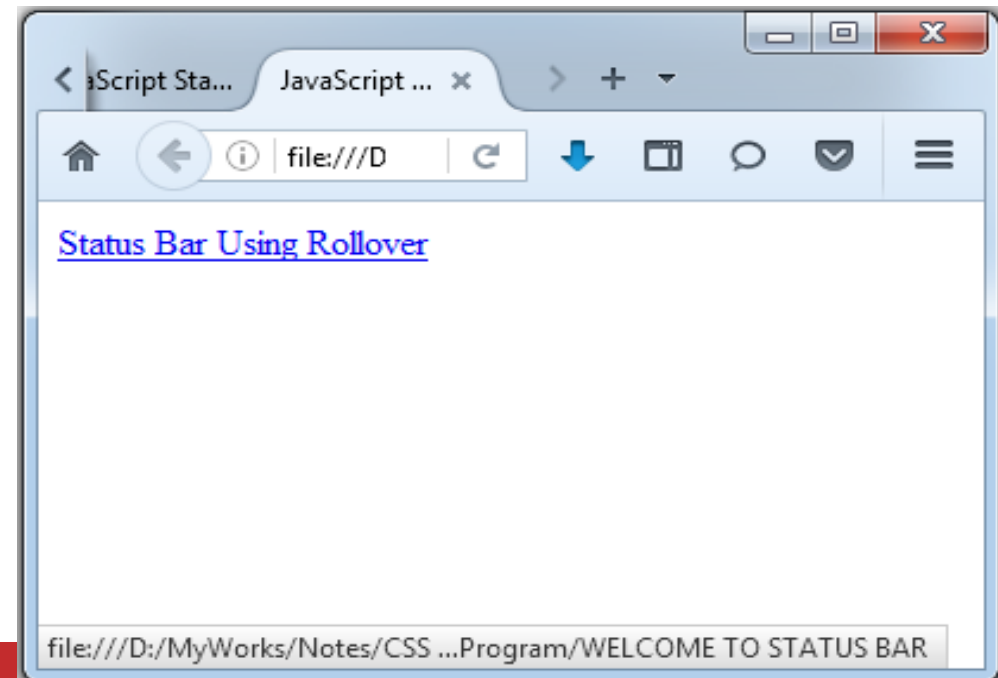 aScript Sta... JavaScript ...
file:///D
Status Bar Using Rollover
file:///D:/MyWorks/Notes/CSS ...Program/WELCOME TO STATUS BAR